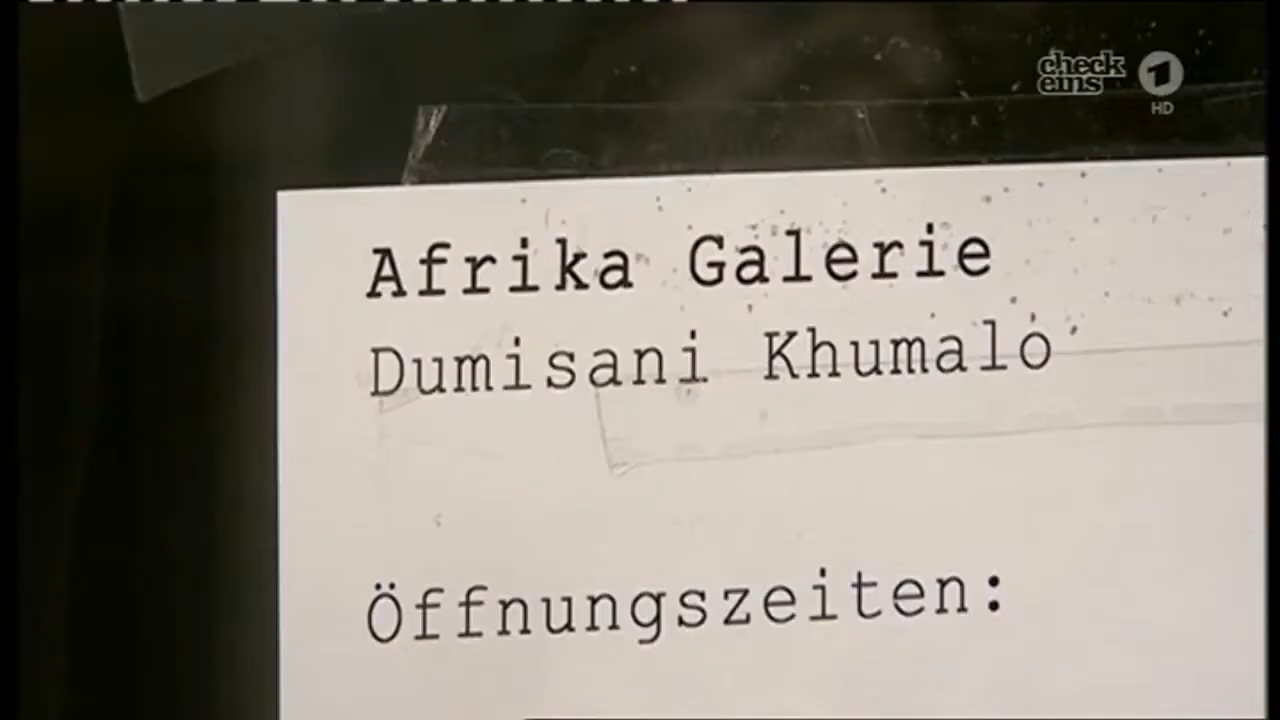 check
eins
1
HD
Afrika Galerie
Dumisani Khumalo
Öffnungszeiten: